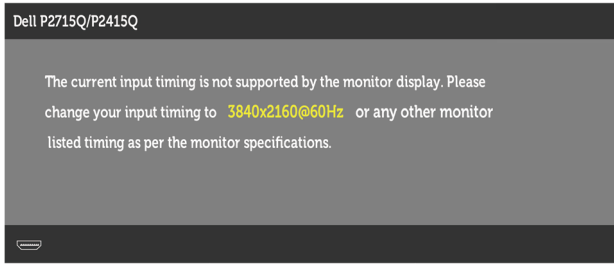 Dell P2715Q/P2415Q
The current input timing is not supported by the monitor display. Please
change your input timing to 3840x2160@60Hz or any other monitor
listed timing as per the monitor specifications.